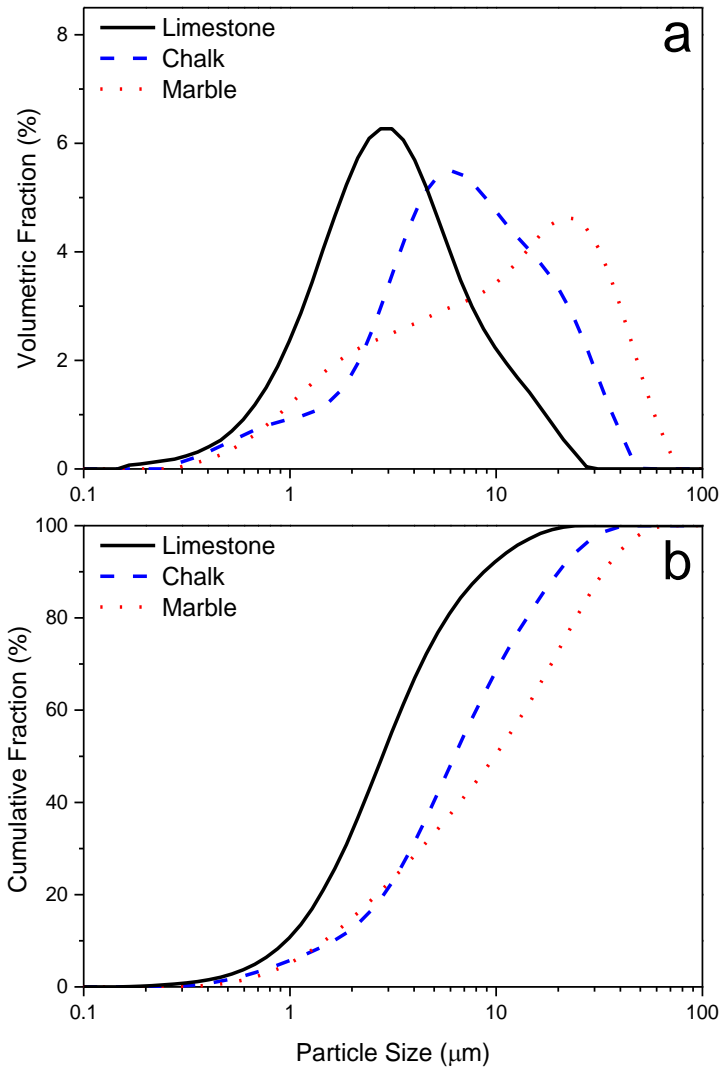 a
8
6
4
2
0
Volumetric Fraction (%)
Limestone
Chalk
Marble
0.1 1 10 100
b
100
80
60
40
20
0
Cumulative Fraction (%)
Limestone
Chalk
Marble
0.1 1 10 100
Particle Size (μm)